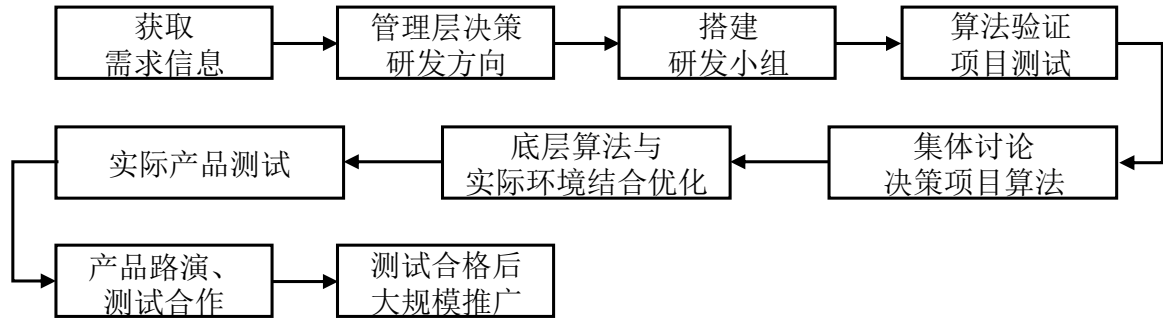 获取
需求信息
管理层决策
研发方向
搭建
研发小组
算法验证
项目测试
集体讨论
决策项目算法
底层算法与
实际环境结合优化
实际产品测试
产品路演、
测试合作
测试合格后
大规模推广